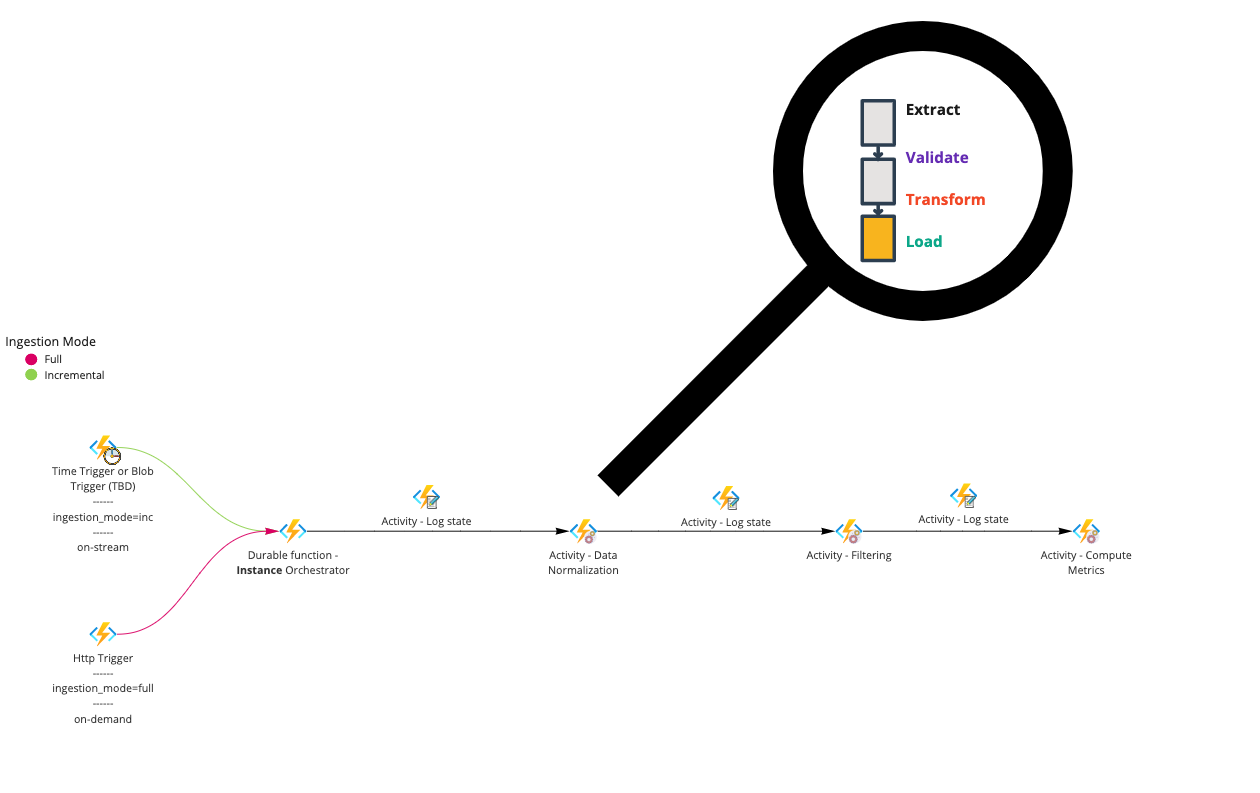 Extract
Validate
Transform
Load
Ingestion Mode
Full
Incremental
Time Trigger or Blob
Trigger (TBD)
------
ingestion_mode=inc
------
on-stream
Http Trigger
------
ingestion_mode=full
------
on-demand
Durable function -
Instance Orchestrator
Activity - Log state
Activity - Data
Normalization
Activity - Log state
Activity - Filtering
Activity - Log state
Activity - Compute
Metrics